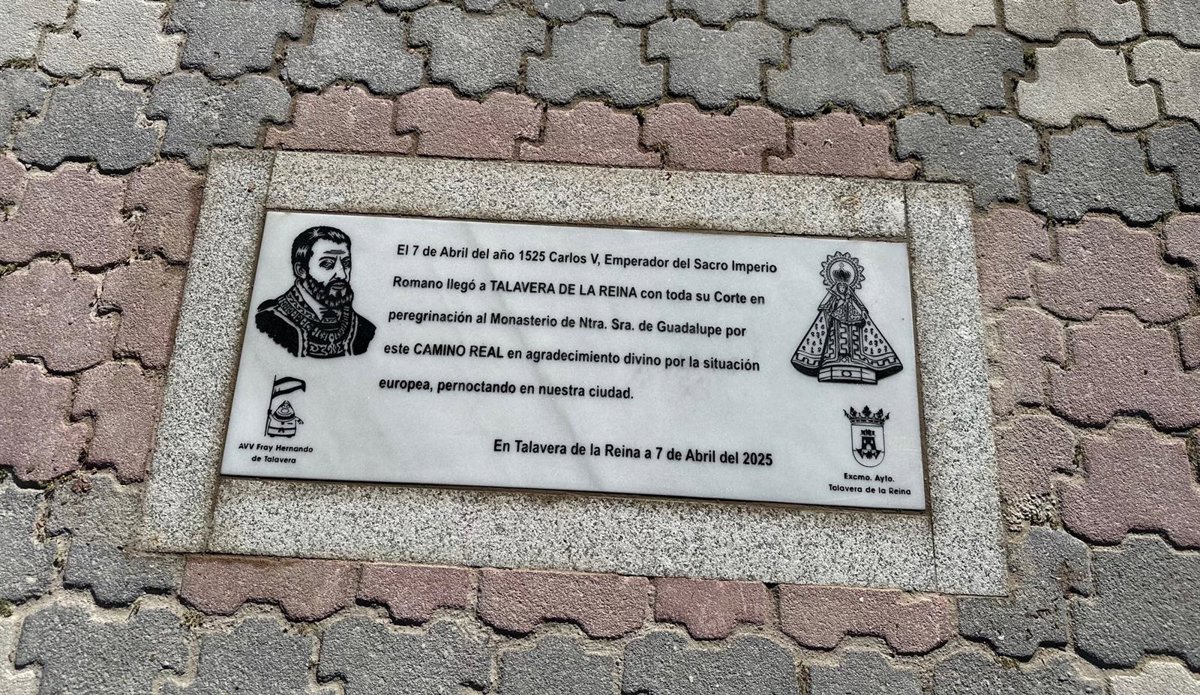 El 7 de Abril del año 1525 Carlos V, Emperador del Sacro Imperio
Romano llegó a TALAVERA DE LA REINA con toda su Corte en
peregrinación al Monasterio de Ntra. Sra. de Guadalupe por
este CAMINO REAL en agradecimiento divino por la situación
europea, pernoctando en nuestra ciudad.
En Talavera de la Reina a 7 de Abril del 2025
AVV Fray Hernando
de Talavera
Excmo. Ayto.
Talavera de la Reina